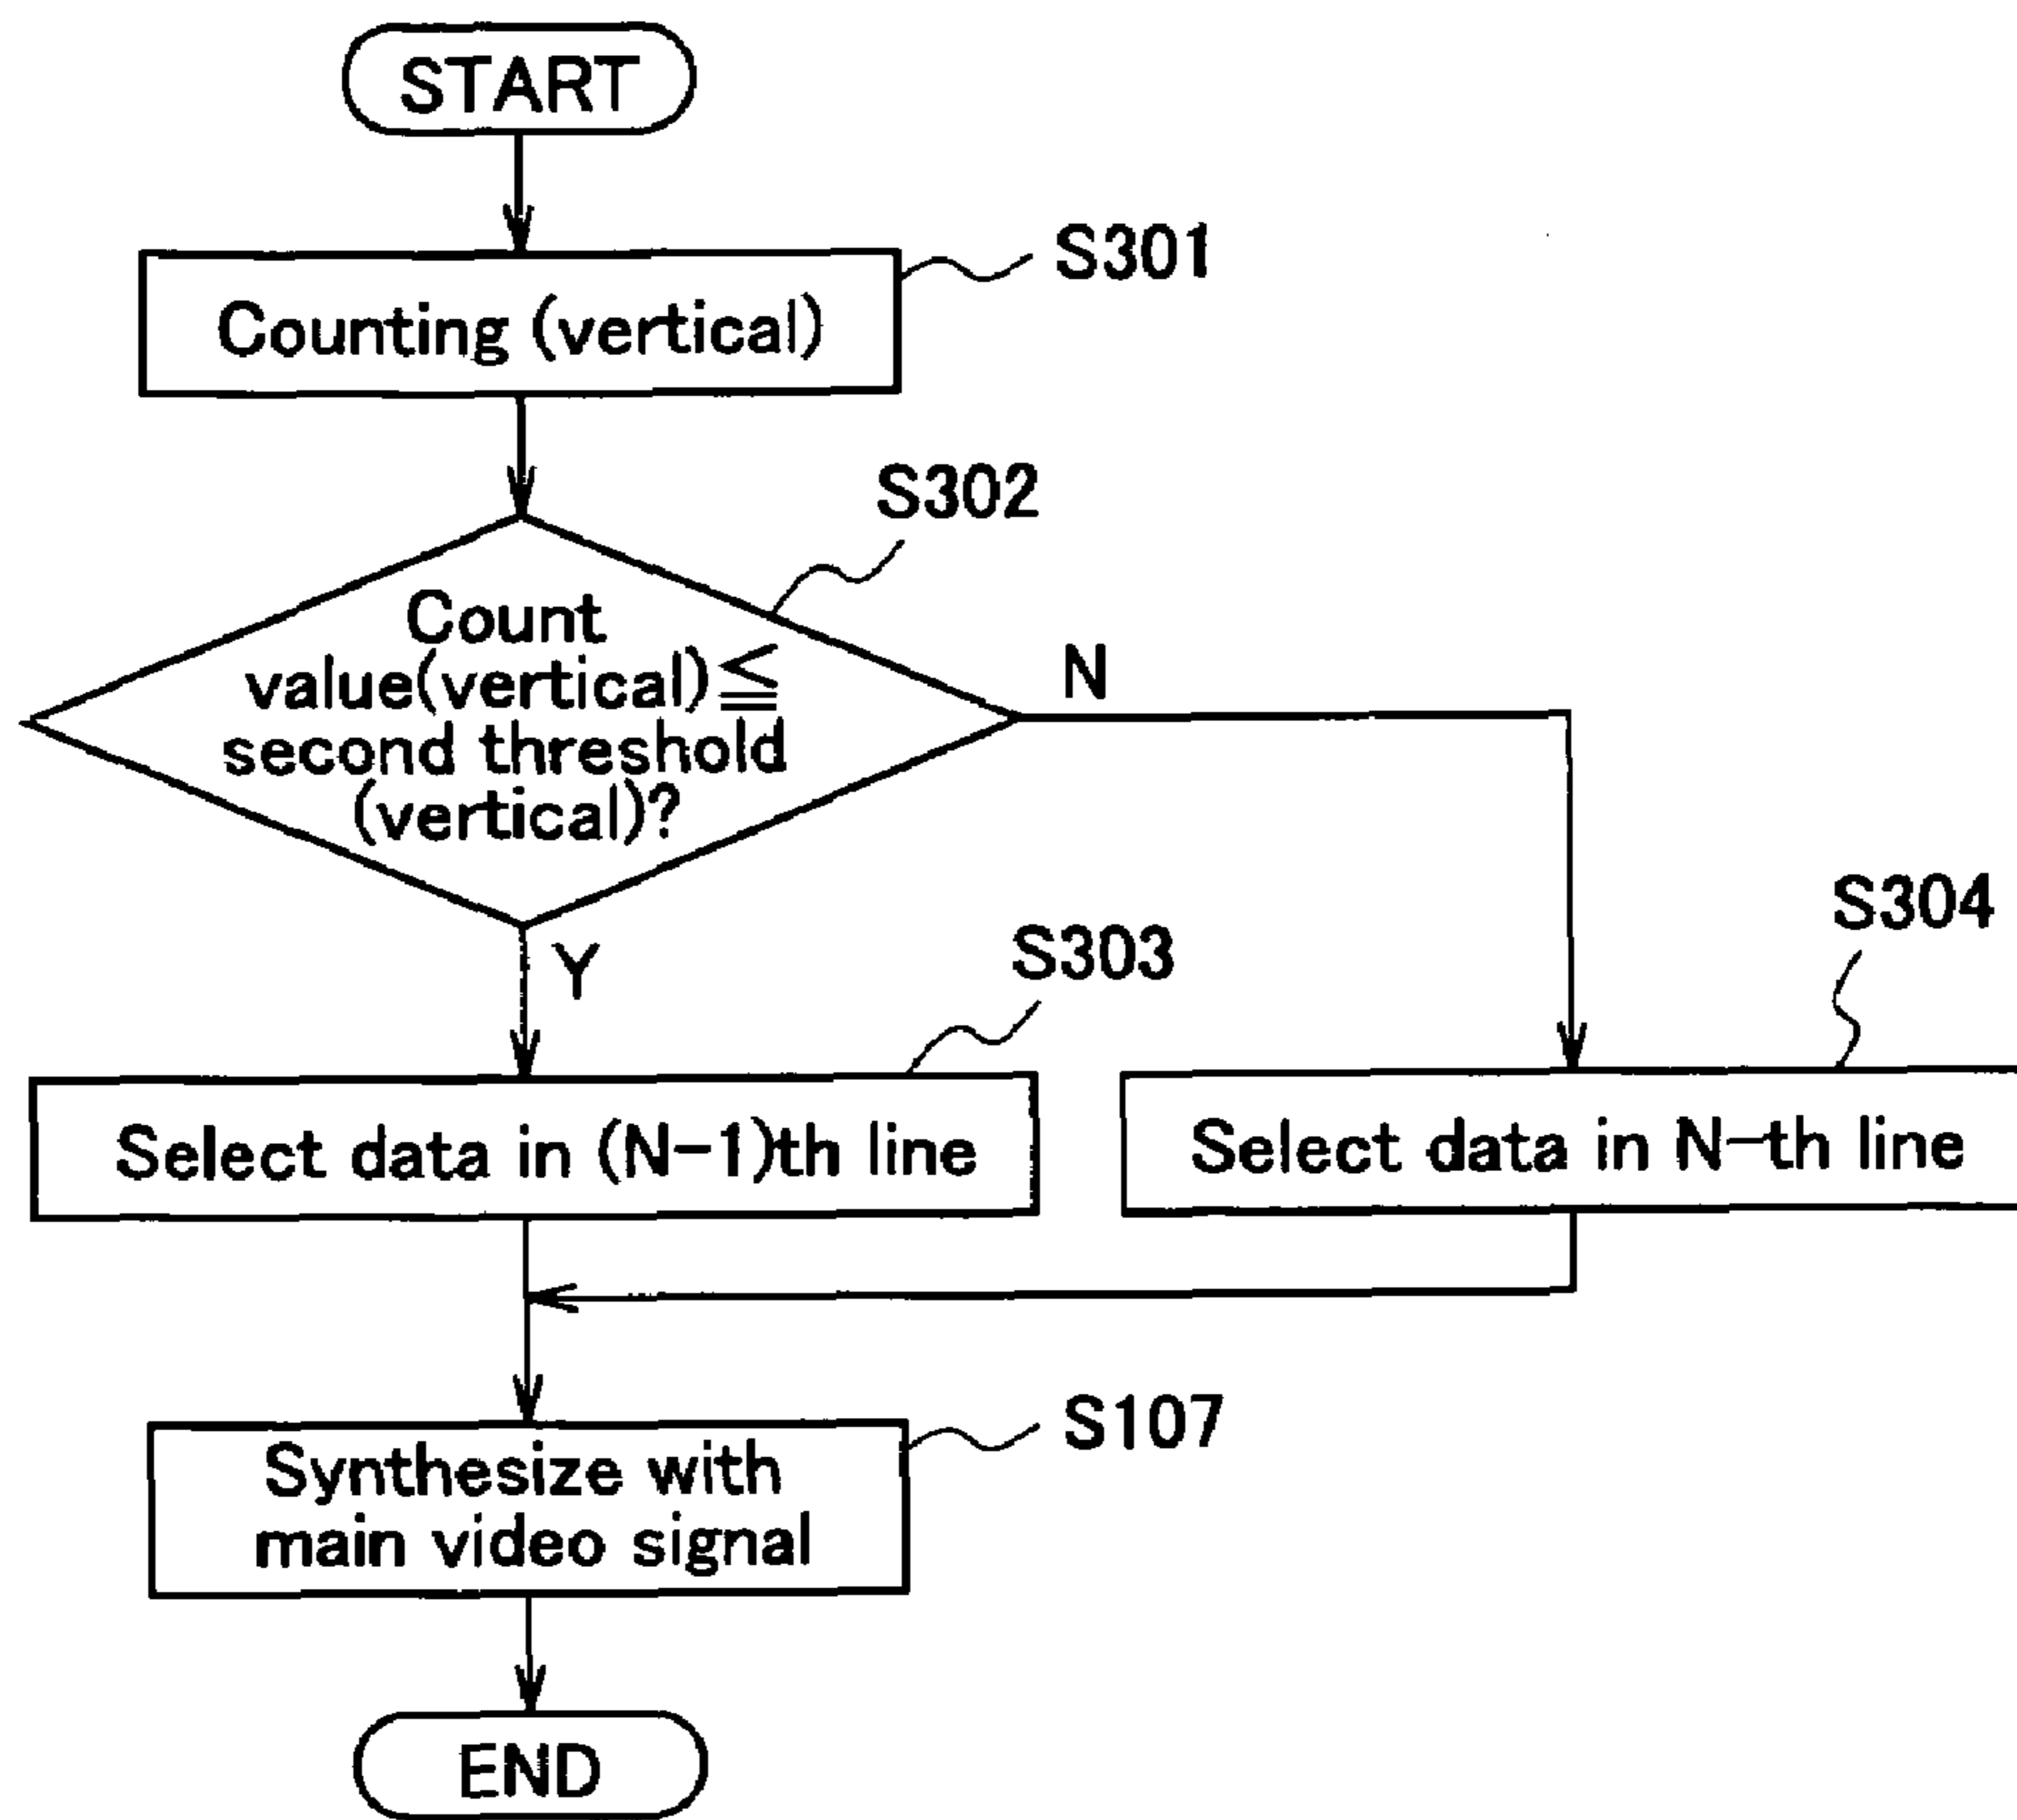 START
S301
Counting (vertical)
S302
Count
value(vertical)≦
second threshold
(vertical)?
N
Y
S303
S304
Select data in (N-1)th line
Select data in N-th line
S107
Synthesize with
main video signal
END